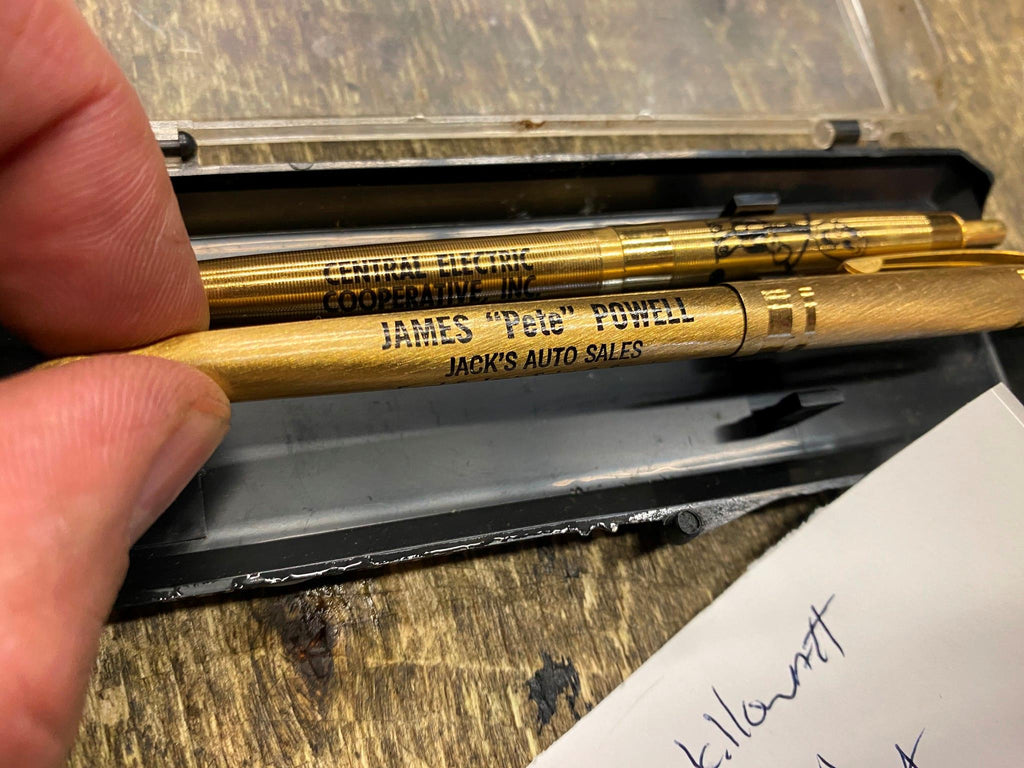 CENTRAL ELECTRIC
COOPERATIVE, INC.
JAMES "Pete" POWELL
JACK'S AUTO SALES